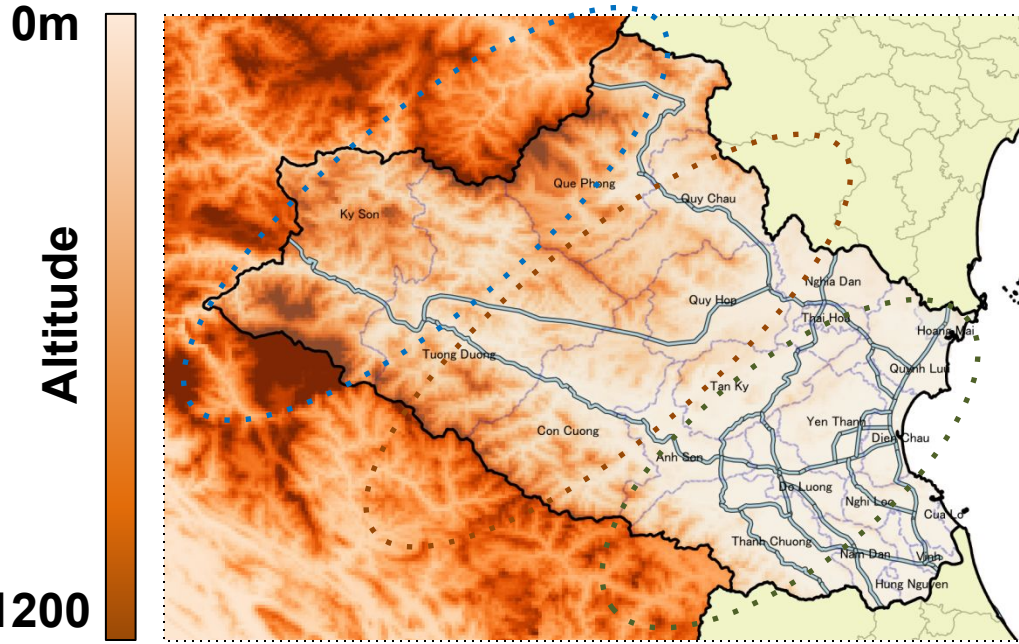 0m
Altitude
1200
Que Phong
Ky Son
Quy Chau
Nghia Dan
Quy Hop
Thai Hoa
Hoang Mai
Tuong Duong
Quynh Luu
Tan Ky
Yen Thanh
Con Cuong
Dien Chau
Anh Son
Do Luong
Nghi Loc
Cua Lo
Thanh Chuong
Nam Dan
Vinh
Hung Nguyen